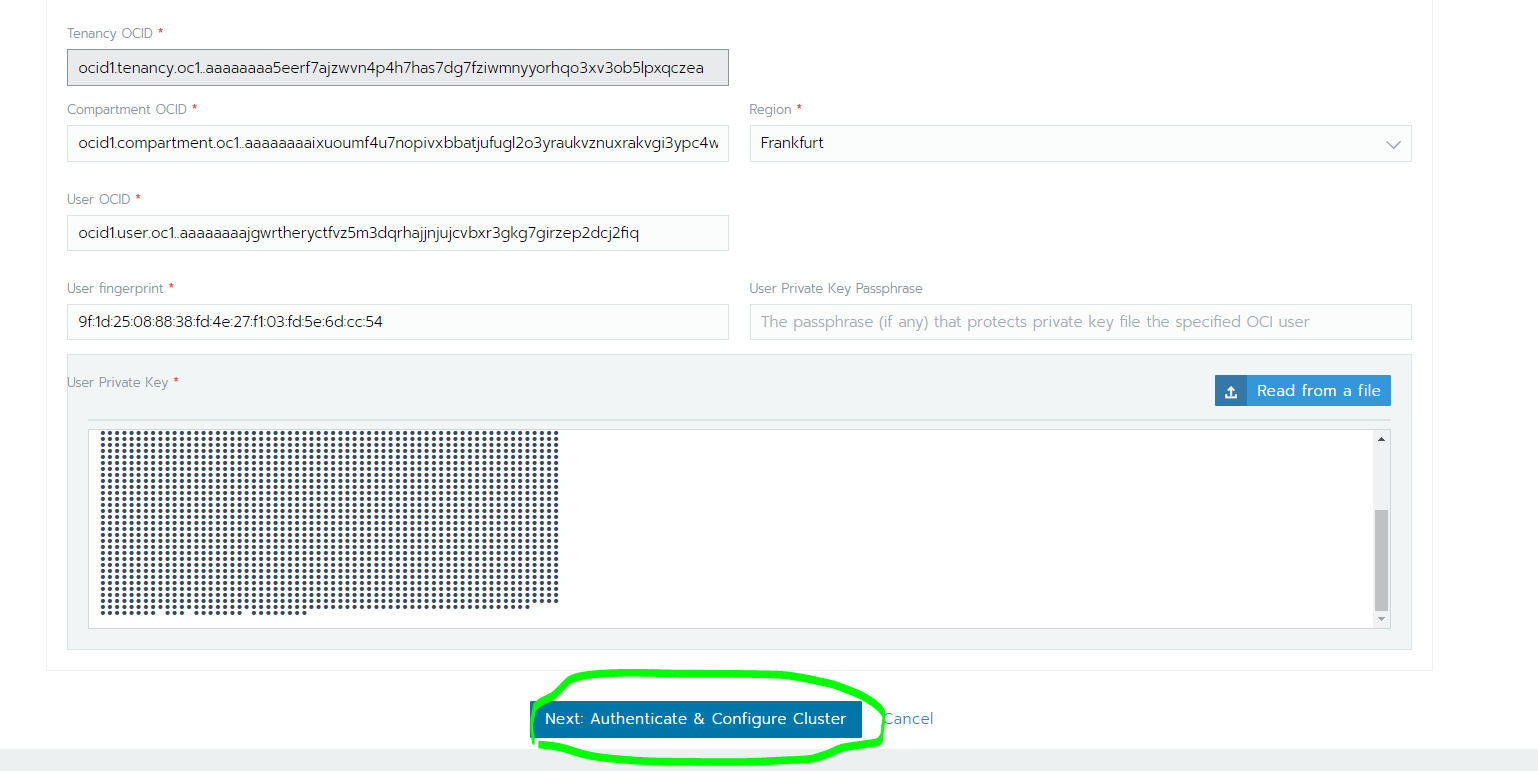 Tenancy OCID *
ocid1.tenancy.oc1..aaaaaaaa5eerf7ajzwvn4p4h7has7dg7fziwmnyyorhqo3xv3ob5lpxqczea
Compartment OCID *
Region *
ocid1.compartment.oc1..aaaaaaaaixuoumf4u7nopivxbbatjufugl2o3yraukvznuxrakvgi3ypc4w
Frankfurt
User OCID *
ocid1.user.oc1..aaaaaaaajgwrtheryctfvz5m3dqrhajjnjujcvbxr3gkg7girzep2dcj2fiq
User fingerprint *
User Private Key Passphrase
9f:1d:25:08:88:38:fd:4e:27:f1:03:fd:5e:6d:cc:54
The passphrase (if any) that protects private key file the specified OCI user
User Private Key *
Read from a file
Next: Authenticate & Configure Cluster
Cancel